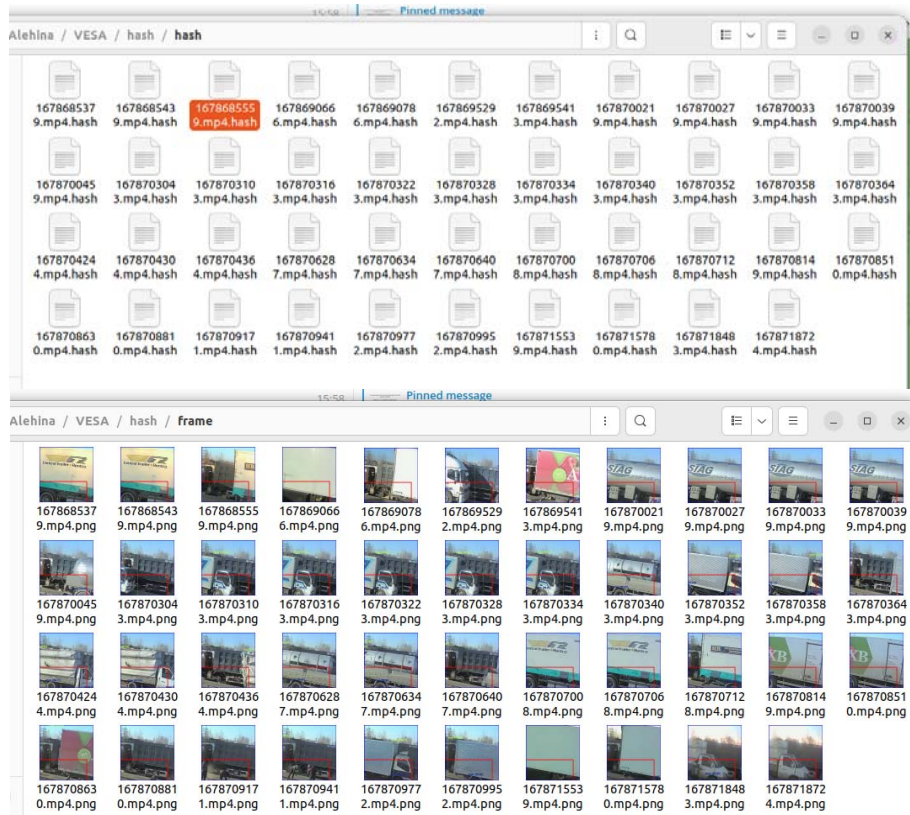 15:58 Pinned message
Alehina / VESA / hash / hash
167868537 167868543 167868555 167869066 167869078 167869529 167869541 167870021 167870027 167870033 167870039
9.mp4.hash 9.mp4.hash 9.mp4.hash 6.mp4.hash 6.mp4.hash 2.mp4.hash 3.mp4.hash 9.mp4.hash 9.mp4.hash 9.mp4.hash 9.mp4.hash
167870045 167870304 167870310 167870316 167870322 167870328 167870334 167870340 167870352 167870358 167870364
9.mp4.hash 3.mp4.hash 3.mp4.hash 3.mp4.hash 3.mp4.hash 3.mp4.hash 3.mp4.hash 3.mp4.hash 3.mp4.hash 3.mp4.hash 3.mp4.hash
167870424 167870430 167870436 167870628 167870634 167870640 167870700 167870706 167870712 167870814 167870851
4.mp4.hash 4.mp4.hash 4.mp4.hash 7.mp4.hash 7.mp4.hash 7.mp4.hash 8.mp4.hash 8.mp4.hash 8.mp4.hash 9.mp4.hash 0.mp4.hash
167870863 167870881 167870917 167870941 167870977 167870995 167871553 167871578 167871848 167871872
0.mp4.hash 0.mp4.hash 1.mp4.hash 1.mp4.hash 2.mp4.hash 2.mp4.hash 9.mp4.hash 0.mp4.hash 3.mp4.hash 4.mp4.hash
15:58 Pinned message
Alehina / VESA / hash / frame
STAG STAG STAG STAG
167868537 167868543 167868555 167869066 167869078 167869529 167869541 167870021 167870027 167870033 167870039
9.mp4.png 9.mp4.png 9.mp4.png 6.mp4.png 6.mp4.png 2.mp4.png 3.mp4.png 9.mp4.png 9.mp4.png 9.mp4.png 9.mp4.png
167870045 167870304 167870310 167870316 167870322 167870328 167870334 167870340 167870352 167870358 167870364
9.mp4.png 3.mp4.png 3.mp4.png 3.mp4.png 3.mp4.png 3.mp4.png 3.mp4.png 3.mp4.png 3.mp4.png 3.mp4.png 3.mp4.png
167870424 167870430 167870436 167870628 167870634 167870640 167870700 167870706 167870712 167870814 167870851
4.mp4.png 4.mp4.png 4.mp4.png 7.mp4.png 7.mp4.png 7.mp4.png 8.mp4.png 8.mp4.png 8.mp4.png 9.mp4.png 0.mp4.png
167870863 167870881 167870917 167870941 167870977 167870995 167871553 167871578 167871848 167871872
0.mp4.png 0.mp4.png 1.mp4.png 1.mp4.png 2.mp4.png 2.mp4.png 9.mp4.png 0.mp4.png 3.mp4.png 4.mp4.png